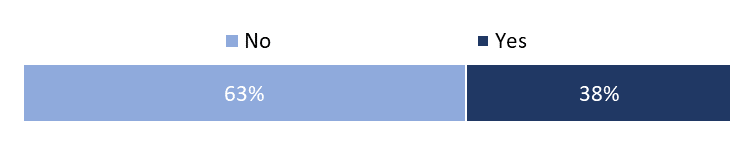 No Yes
63% 38%